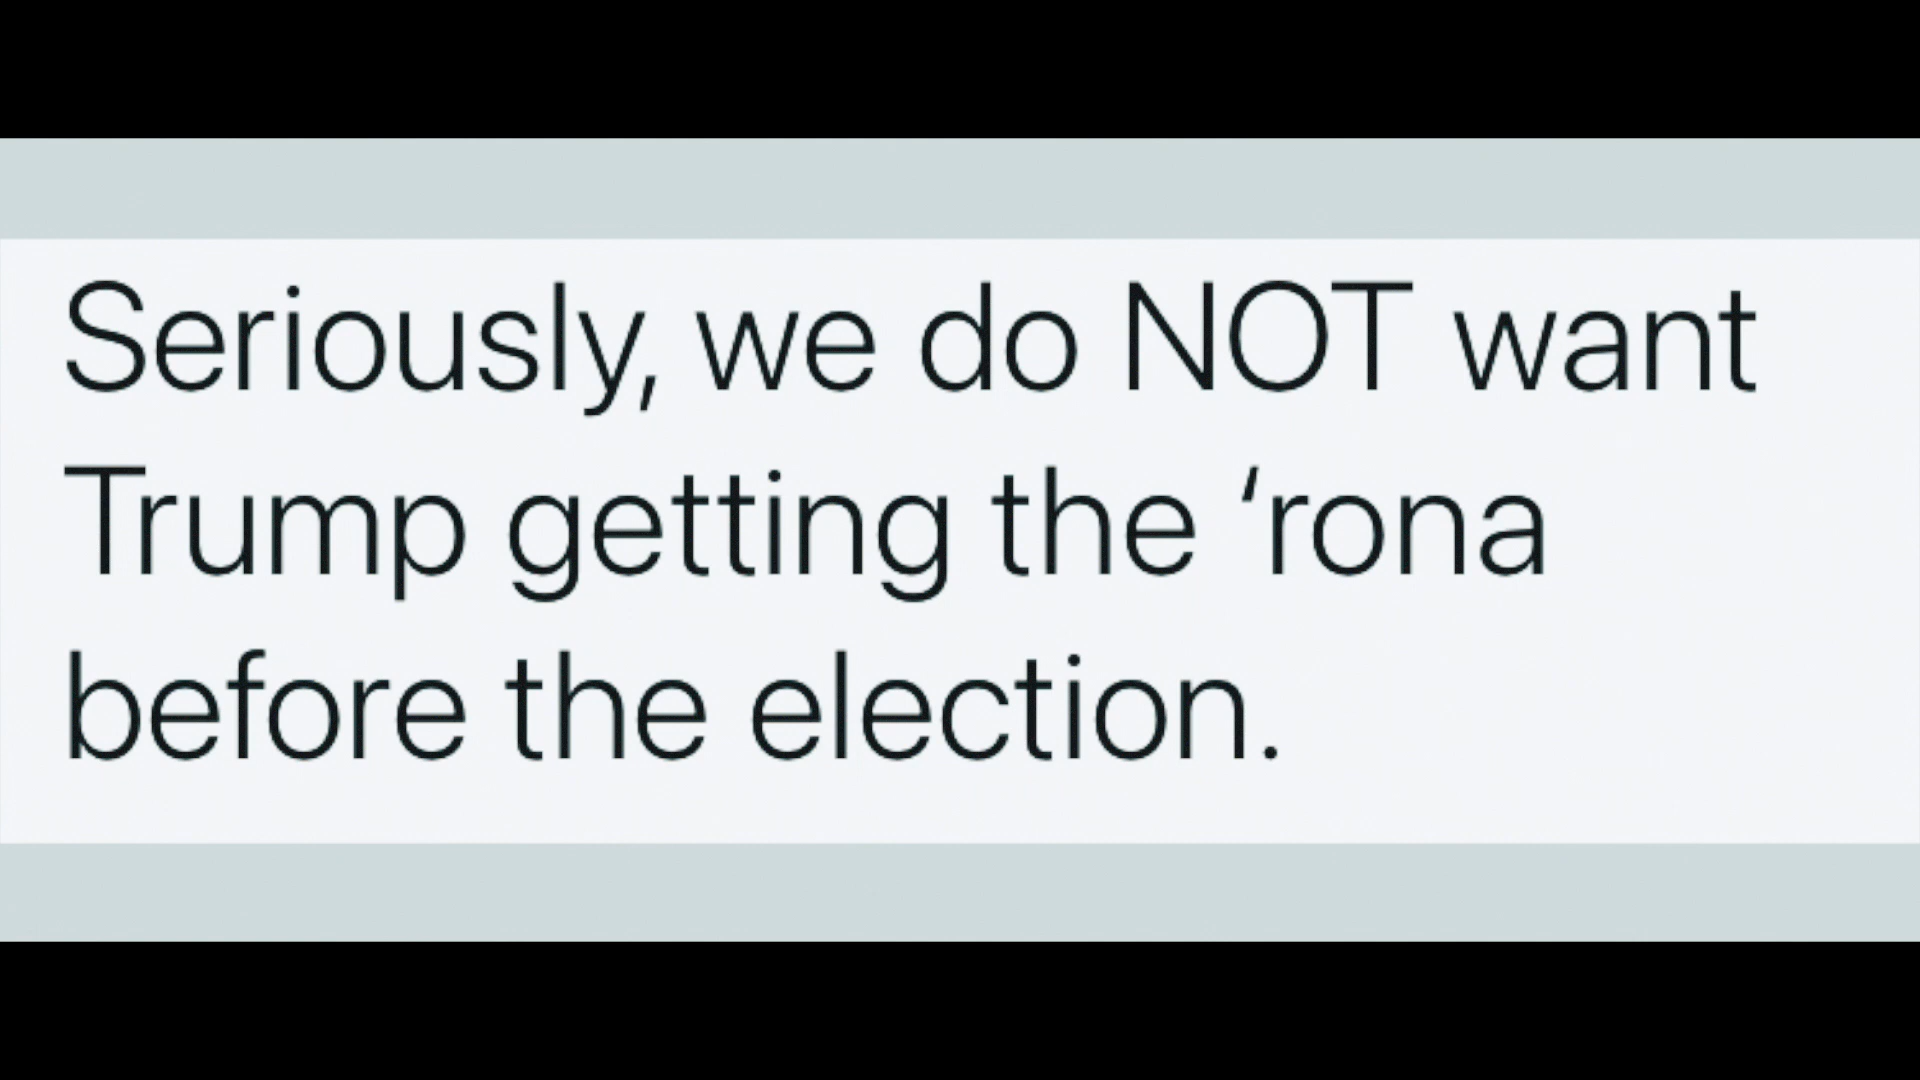 Seriously, we do NOT want
Trump getting the ‘rona
before the election.